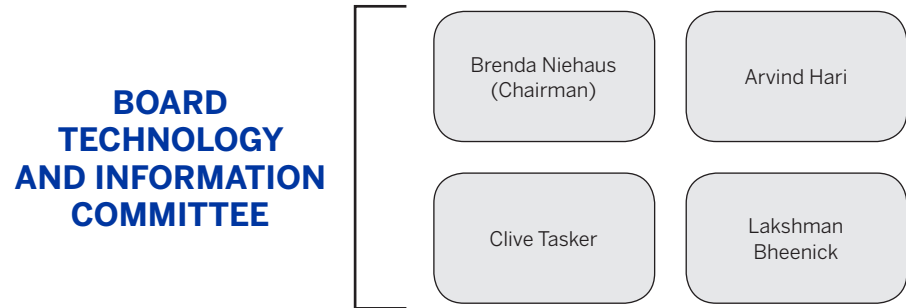 BOARD
TECHNOLOGY
AND INFORMATION
COMMITTEE
Brenda Niehaus
(Chairman)
Arvind Hari
Clive Tasker
Lakshman
Bheenick